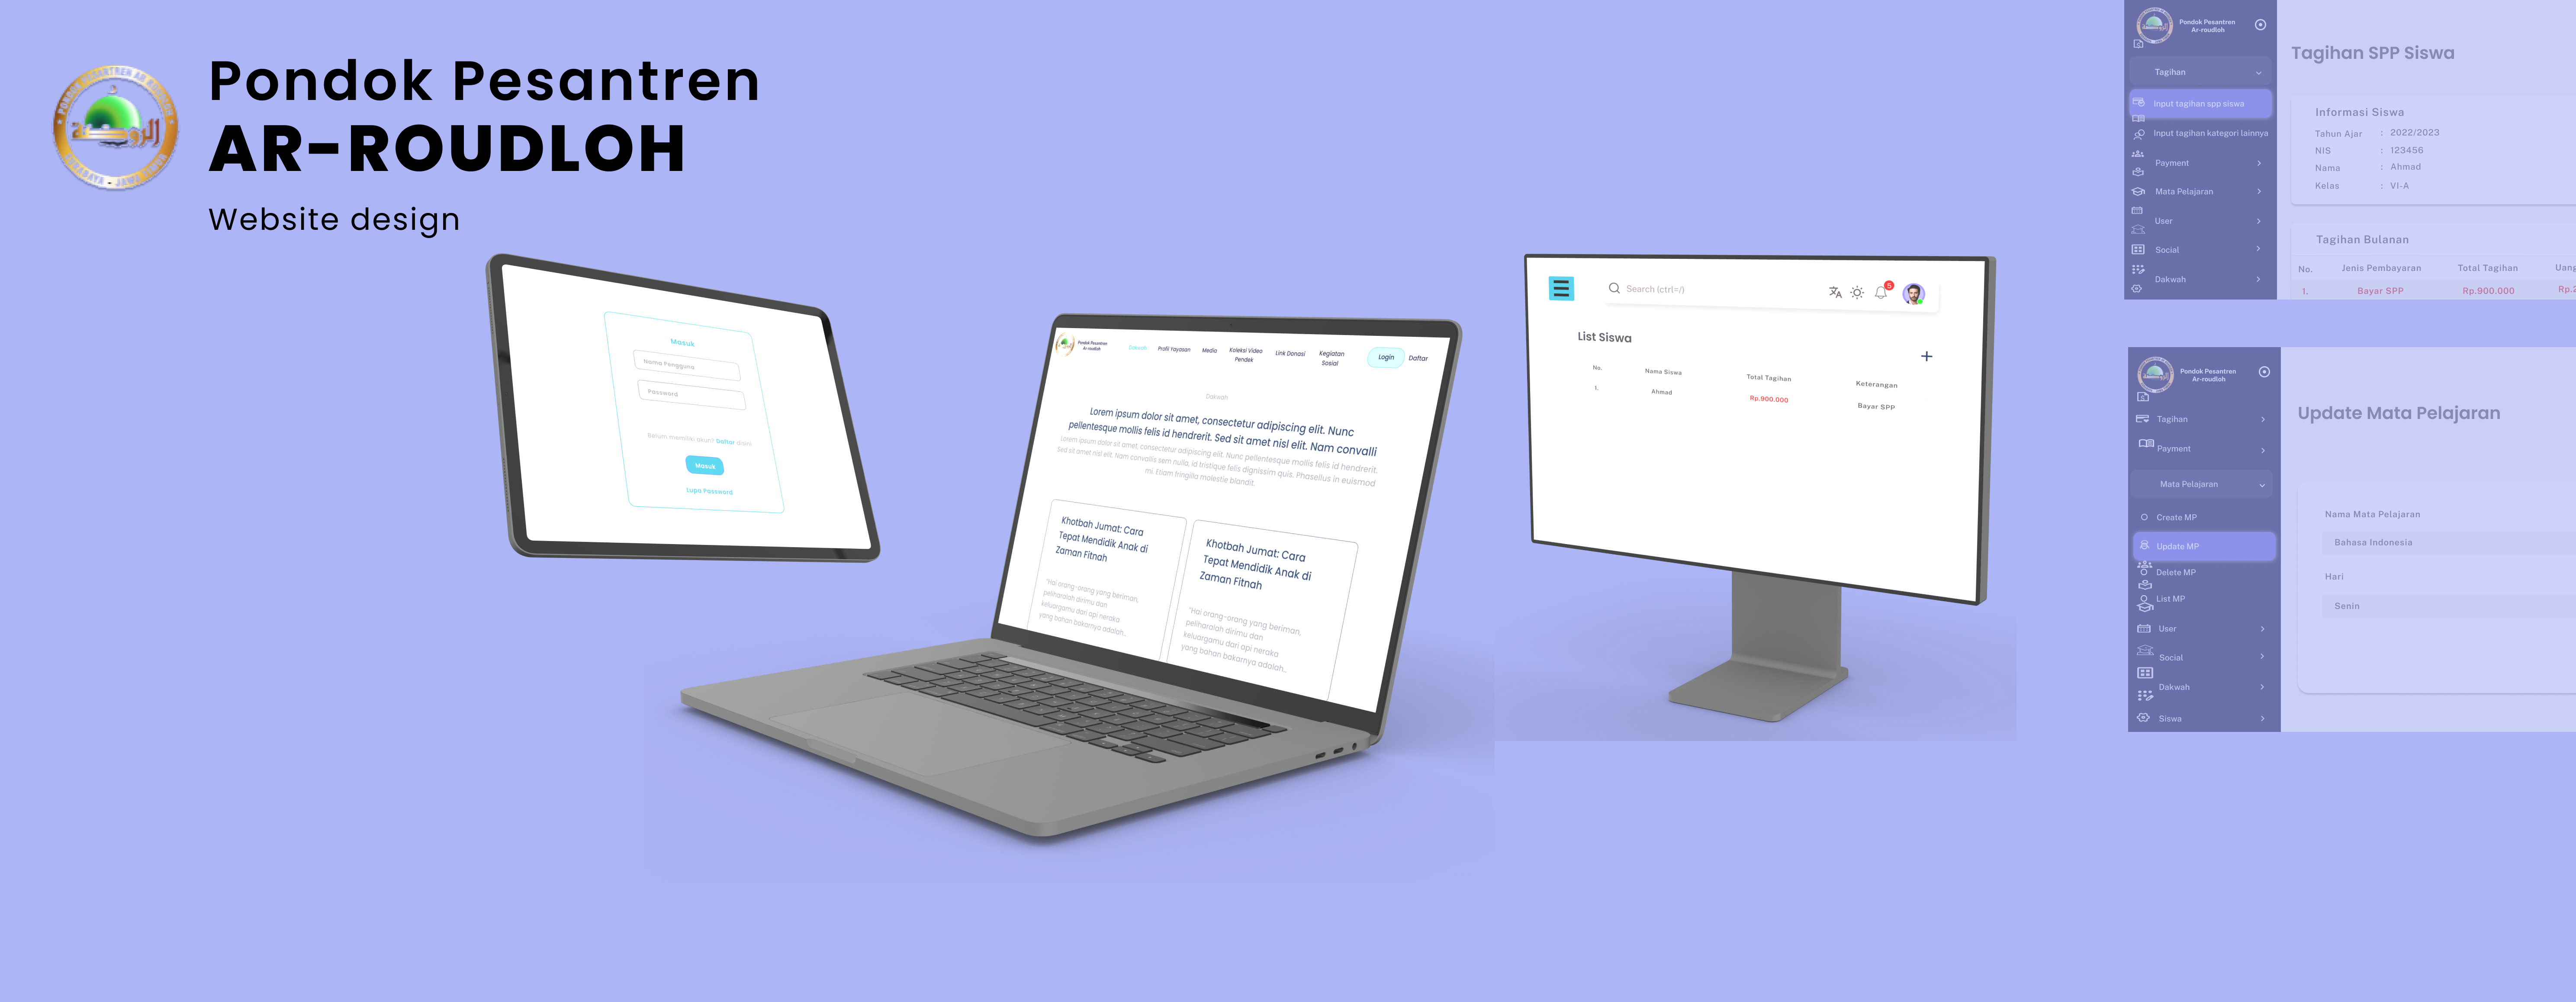 Pondok Pesantren
AR-ROUDLOH
Website design
الروضة
Masuk
Nama Pengguna
Password
Belum memiliki akun? Daftar disini
Masuk
Lupa Password
Pondok Pesantren
Ar-roudloh
Dakwah
Profil Yayasan
Media
Koleksi Video
Pendek
Link Donasi
Kegiatan
Sosial
Login
Daftar
Dakwah
Lorem ipsum dolor sit amet, consectetur adipiscing elit. Nunc
pellentesque mollis felis id hendrerit. Sed sit amet nisl elit. Nam convalli
Lorem ipsum dolor sit amet, consectetur adipiscing elit. Nunc pellentesque mollis felis id hendrerit.
Sed sit amet nisl elit. Nam convallis sem nulla, id tristique felis dignissim quis. Phasellus in euismod
mi. Etiam fringilla molestie blandit.
Khotbah Jumat: Cara
Tepat Mendidik Anak di
Zaman Fitnah
"Hai orang-orang yang beriman,
peliharalah dirimu dan
keluargamu dari api neraka
yang bahan bakarnya adalah..
Khotbah Jumat: Cara
Tepat Mendidik Anak di
Zaman Fitnah
"Hai orang-orang yang beriman,
peliharalah dirimu dan
keluargamu dari api neraka
yang bahan bakarnya adalah..
Search (ctrl=/)
5
List Siswa
No. Nama Siswa Total Tagihan Keterangan
1. Ahmad Rp.900.000 Bayar SPP
Pondok Pesantren
Ar-roudloh
Tagihan
Input tagihan spp siswa
Input tagihan kategori lainnya
Payment
Mata Pelajaran
User
Social
Dakwah
Tagihan SPP Siswa
Informasi Siswa
Tahun Ajar : 2022/2023
NIS : 123456
Nama : Ahmad
Kelas : VI-A
Tagihan Bulanan
No. Jenis Pembayaran Total Tagihan Uang
1. Bayar SPP Rp.900.000 Rp.2
Pondok Pesantren
Ar-roudloh
Tagihan
Payment
Mata Pelajaran
Create MP
Update MP
Delete MP
List MP
User
Social
Dakwah
Siswa
Update Mata Pelajaran
Nama Mata Pelajaran
Bahasa Indonesia
Hari
Senin